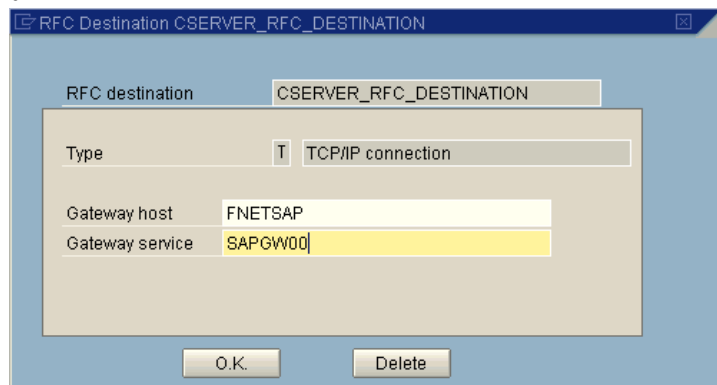 RFC Destination CSERVER_RFC_DESTINATION
RFC destination CSERVER_RFC_DESTINATION
Type T TCP/IP connection
Gateway host FNETSAP
Gateway service SAPGW00
O.K. Delete